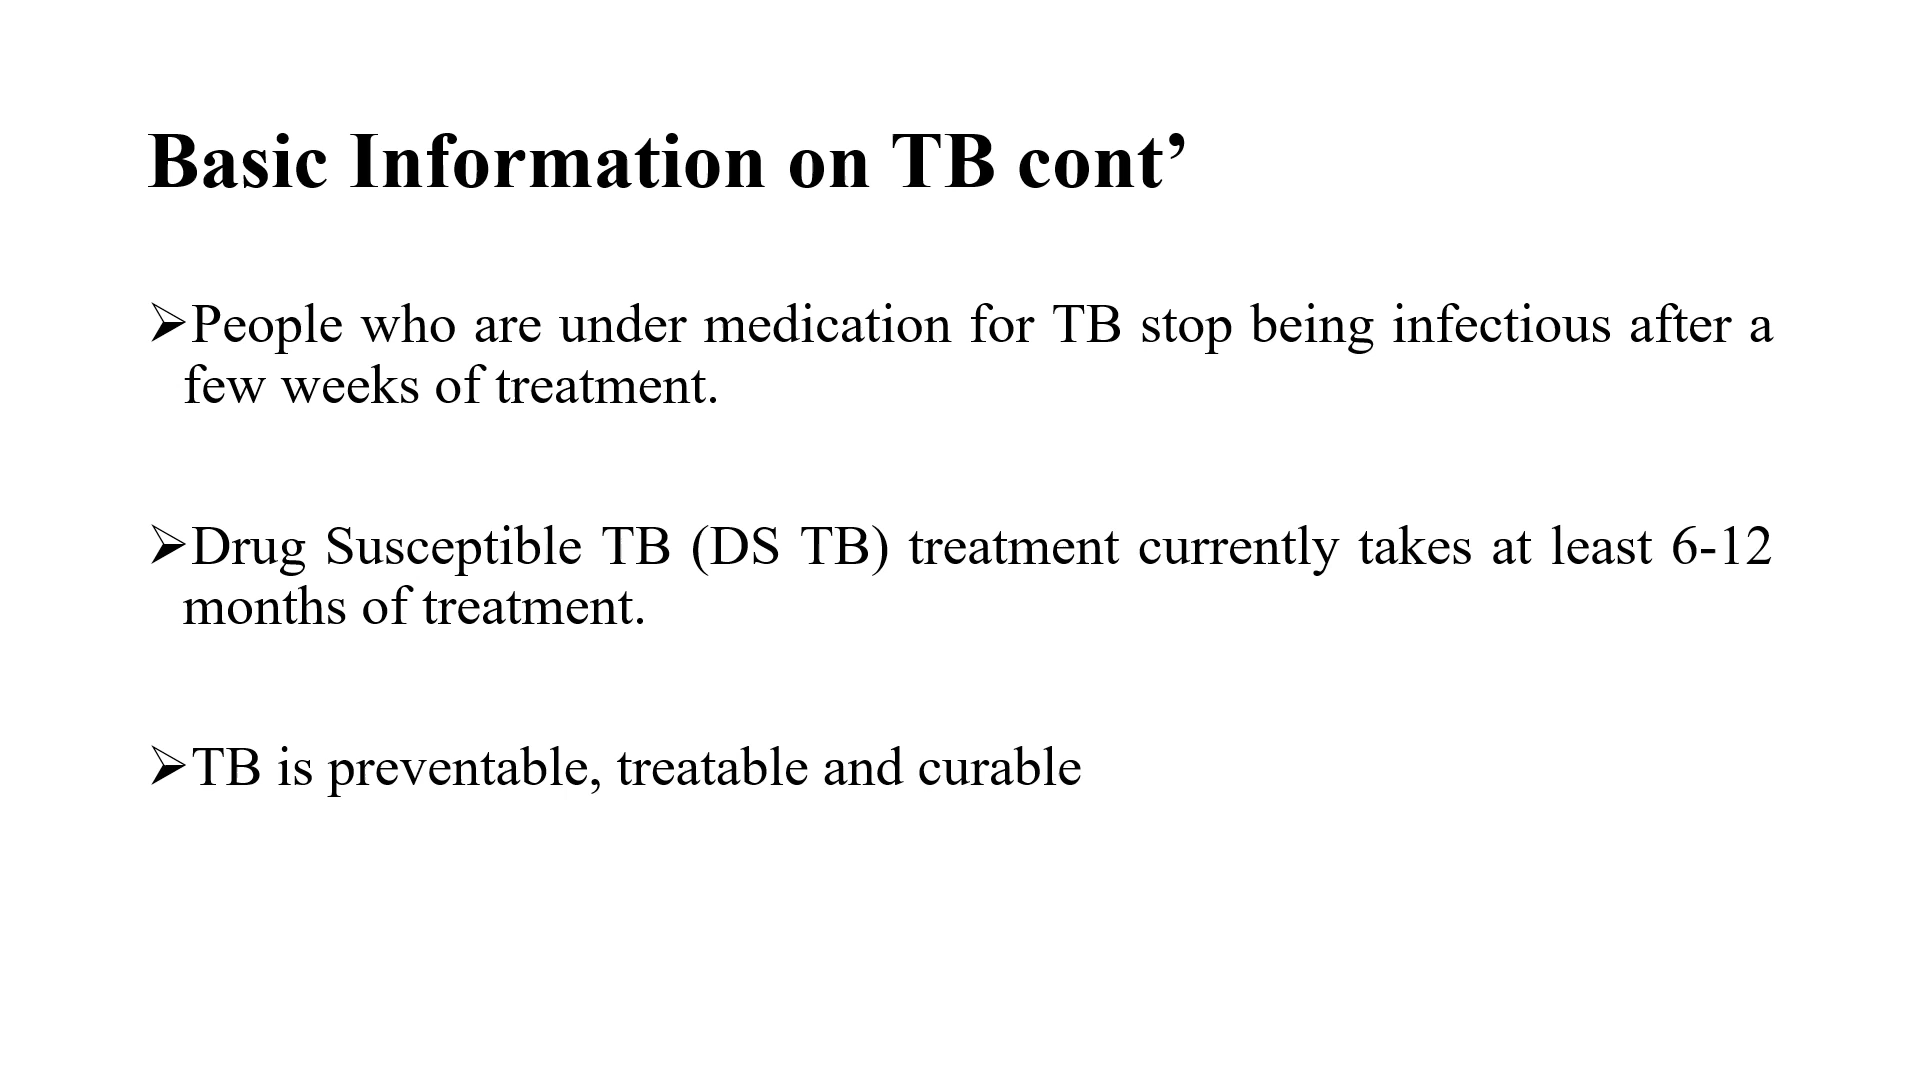 Basic Information on TB cont’
➢People who are under medication for TB stop being infectious after a
few weeks of treatment.
➢Drug Susceptible TB (DS TB) treatment currently takes at least 6-12
months of treatment.
➢TB is preventable, treatable and curable